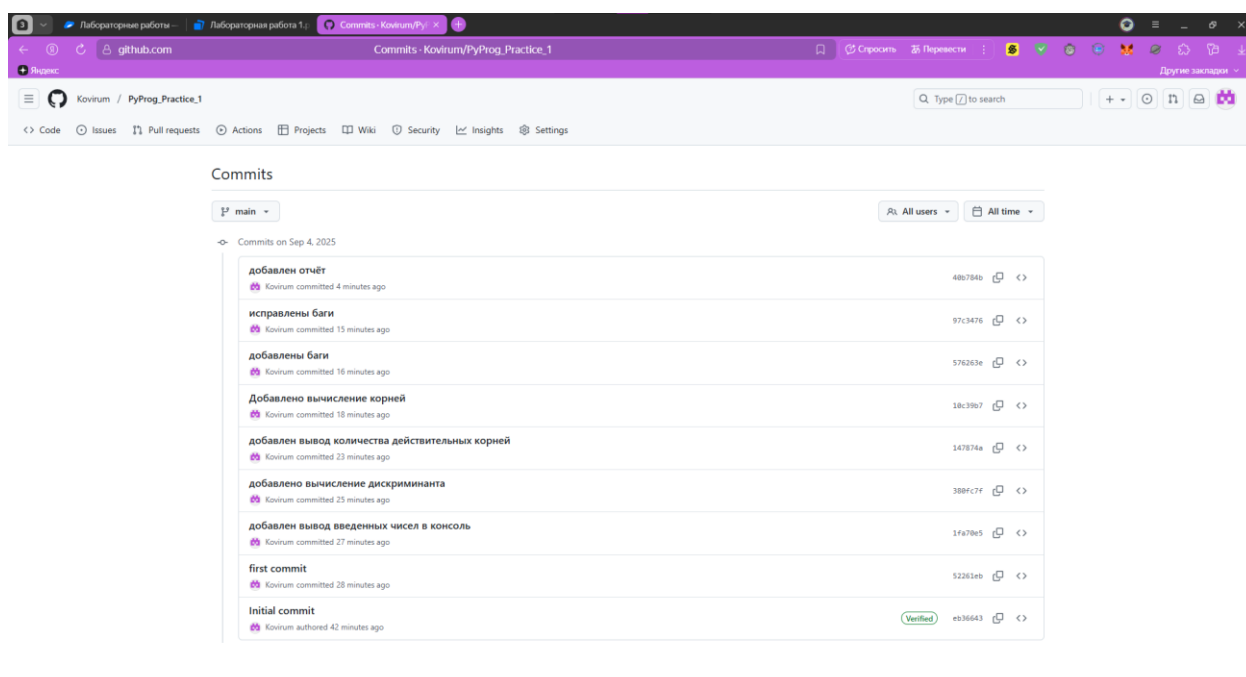 3
Лабораторные работы —
Лабораторная работа 1.
Commits · Kovirum/Py
github.com
Commits · Kovirum/PyProg_Practice_1
Спросить
Перевести
Яндекс
Другие закладки
Kovirum / PyProg_Practice_1
Type / to search
Code
Issues
Pull requests
Actions
Projects
Wiki
Security
Insights
Settings
Commits
main
All users
All time
Commits on Sep 4, 2025
добавлен отчёт
40b784b
Kovirum committed 4 minutes ago
исправлены баги
97c3476
Kovirum committed 15 minutes ago
добавлены баги
576263e
Kovirum committed 16 minutes ago
Добавлено вычисление корней
10c39b7
Kovirum committed 18 minutes ago
добавлен вывод количества действительных корней
147874a
Kovirum committed 23 minutes ago
добавлено вычисление дискриминанта
380fc7f
Kovirum committed 25 minutes ago
добавлен вывод введенных чисел в консоль
1fa70e5
Kovirum committed 27 minutes ago
first commit
52261eb
Kovirum committed 28 minutes ago
Initial commit
Verified
eb36643
Kovirum authored 42 minutes ago